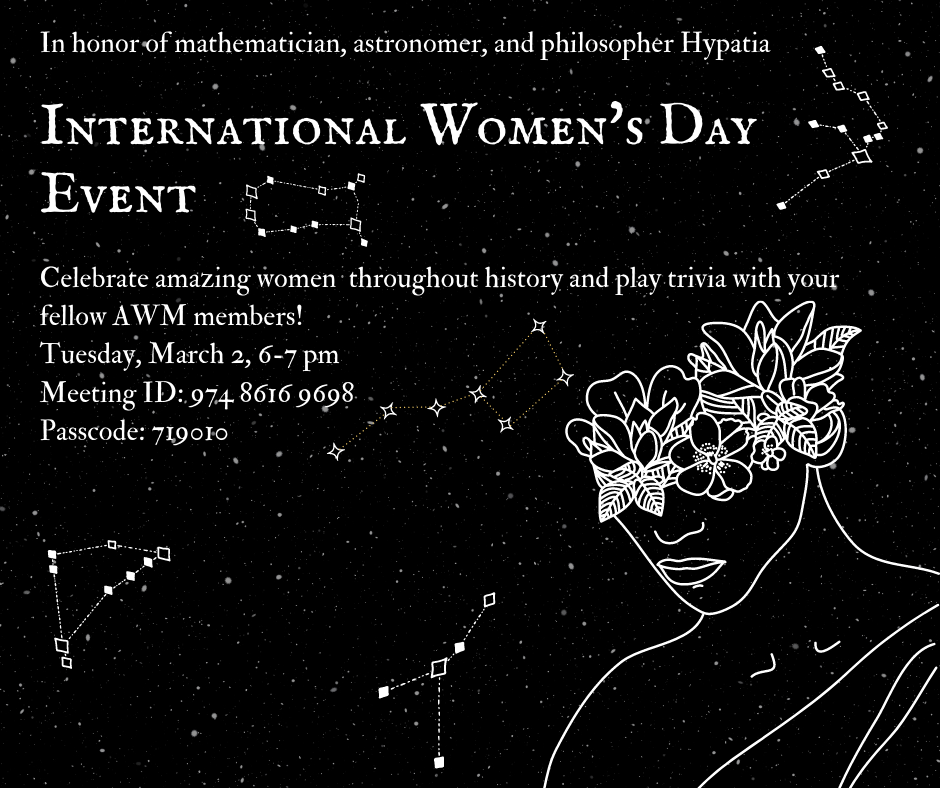 In honor of mathematician, astronomer, and philosopher Hypatia
International Women's Day
Event
Celebrate amazing women throughout history and play trivia with your
fellow AWM members!
Tuesday, March 2, 6-7 pm
Meeting ID: 974 8616 9698
Passcode: 719010